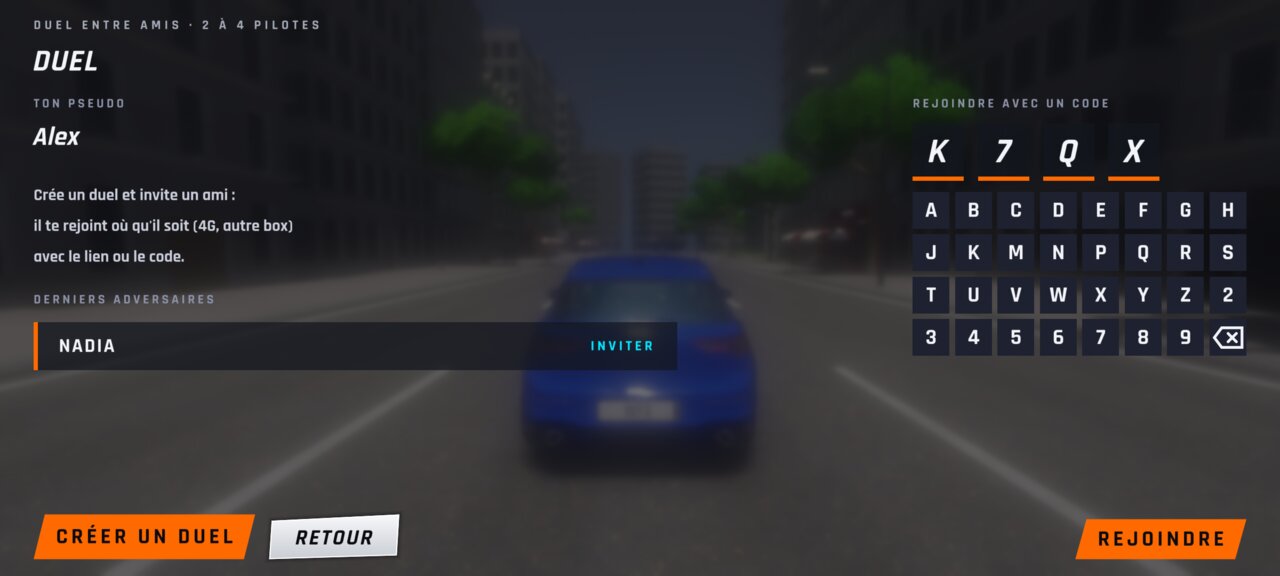 DUEL ENTRE AMIS · 2 À 4 PILOTES
DUEL
TON PSEUDO
Alex
Crée un duel et invite un ami :
il te rejoint où qu'il soit (4G, autre box)
avec le lien ou le code.
DERNIERS ADVERSAIRES
NADIA INVITER
CRÉER UN DUEL RETOUR
REJOINDRE AVEC UN CODE
K 7 Q X
A B C D E F G H
J K M N P Q R S
T U V W X Y Z 2
3 4 5 6 7 8 9
REJOINDRE